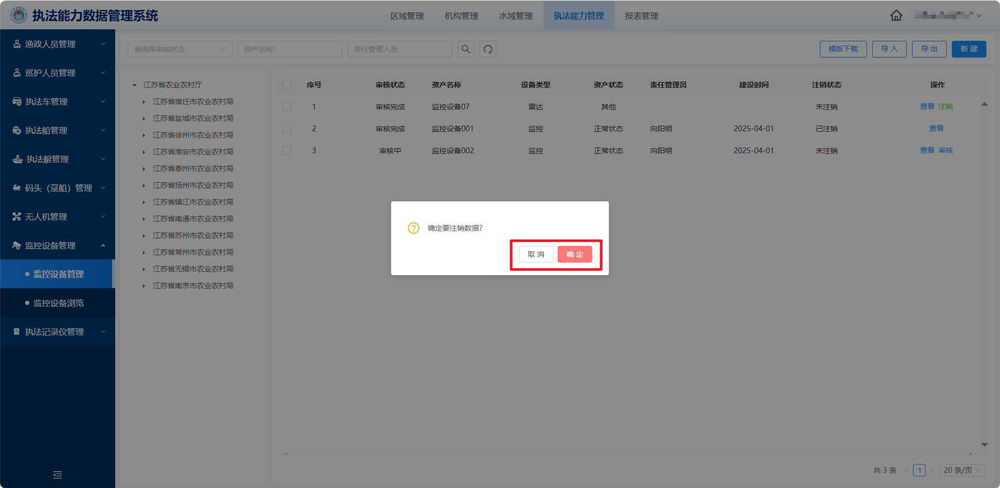 执法能力数据管理系统
区域管理 机构管理 水域管理 执法能力管理 报表管理
渔政人员管理
巡护人员管理
执法车管理
执法船管理
执法艇管理
码头（趸船）管理
无人机管理
监控设备管理
监控设备管理
监控设备浏览
执法记录仪管理
请选择审核状态 资产名称 责任管理人员 模版下载 导入 导出 新建
江苏省农业农村厅
江苏省宿迁市农业农村局
江苏省盐城市农业农村局
江苏省徐州市农业农村局
江苏省淮安市农业农村局
江苏省泰州市农业农村局
江苏省扬州市农业农村局
江苏省镇江市农业农村局
江苏省南通市农业农村局
江苏省苏州市农业农村局
江苏省常州市农业农村局
江苏省无锡市农业农村局
江苏省南京市农业农村局
序号 审核状态 资产名称 设备类型 资产状态 责任管理员 建设时间 注销状态 操作
1 审核完成 监控设备07 雷达 其他 未注销 查看 注销
2 审核完成 监控设备001 监控 正常状态 向阳明 2025-04-01 已注销 查看
3 审核中 监控设备002 监控 正常状态 向阳明 2025-04-01 未注销 查看 审核
确定要注销数据?
取消 确定
共 3 条 1 20 条/页